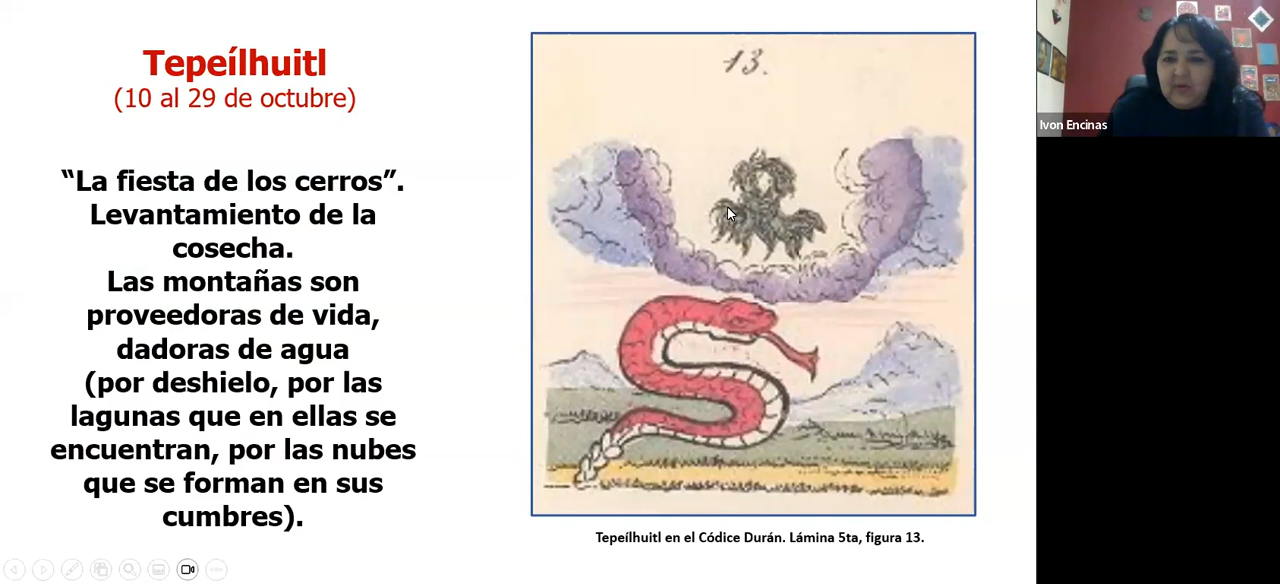 Tepeílhuitl
(10 al 29 de octubre)
“La fiesta de los cerros”.
Levantamiento de la
cosecha.
Las montañas son
proveedoras de vida,
dadoras de agua
(por deshielo, por las
lagunas que en ellas se
encuentran, por las nubes
que se forman en sus
cumbres).
13.
Tepeílhuitl en el Códice Durán. Lámina 5ta, figura 13.
Ivon Encinas